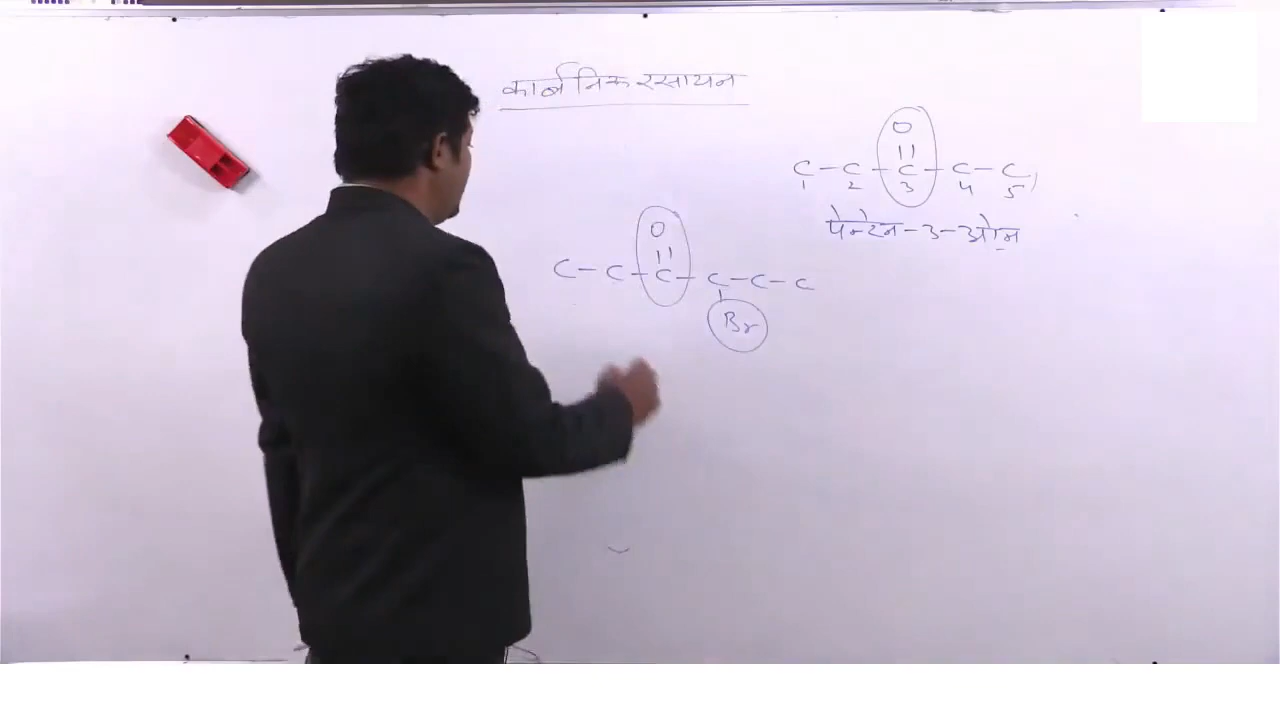 कार्बनिक रसायन
O
||
C - C - C - C - C
1 2 3 4 5
पेन्टेन-3-ओन
O
||
C - C - C - C - C - C
|
Br